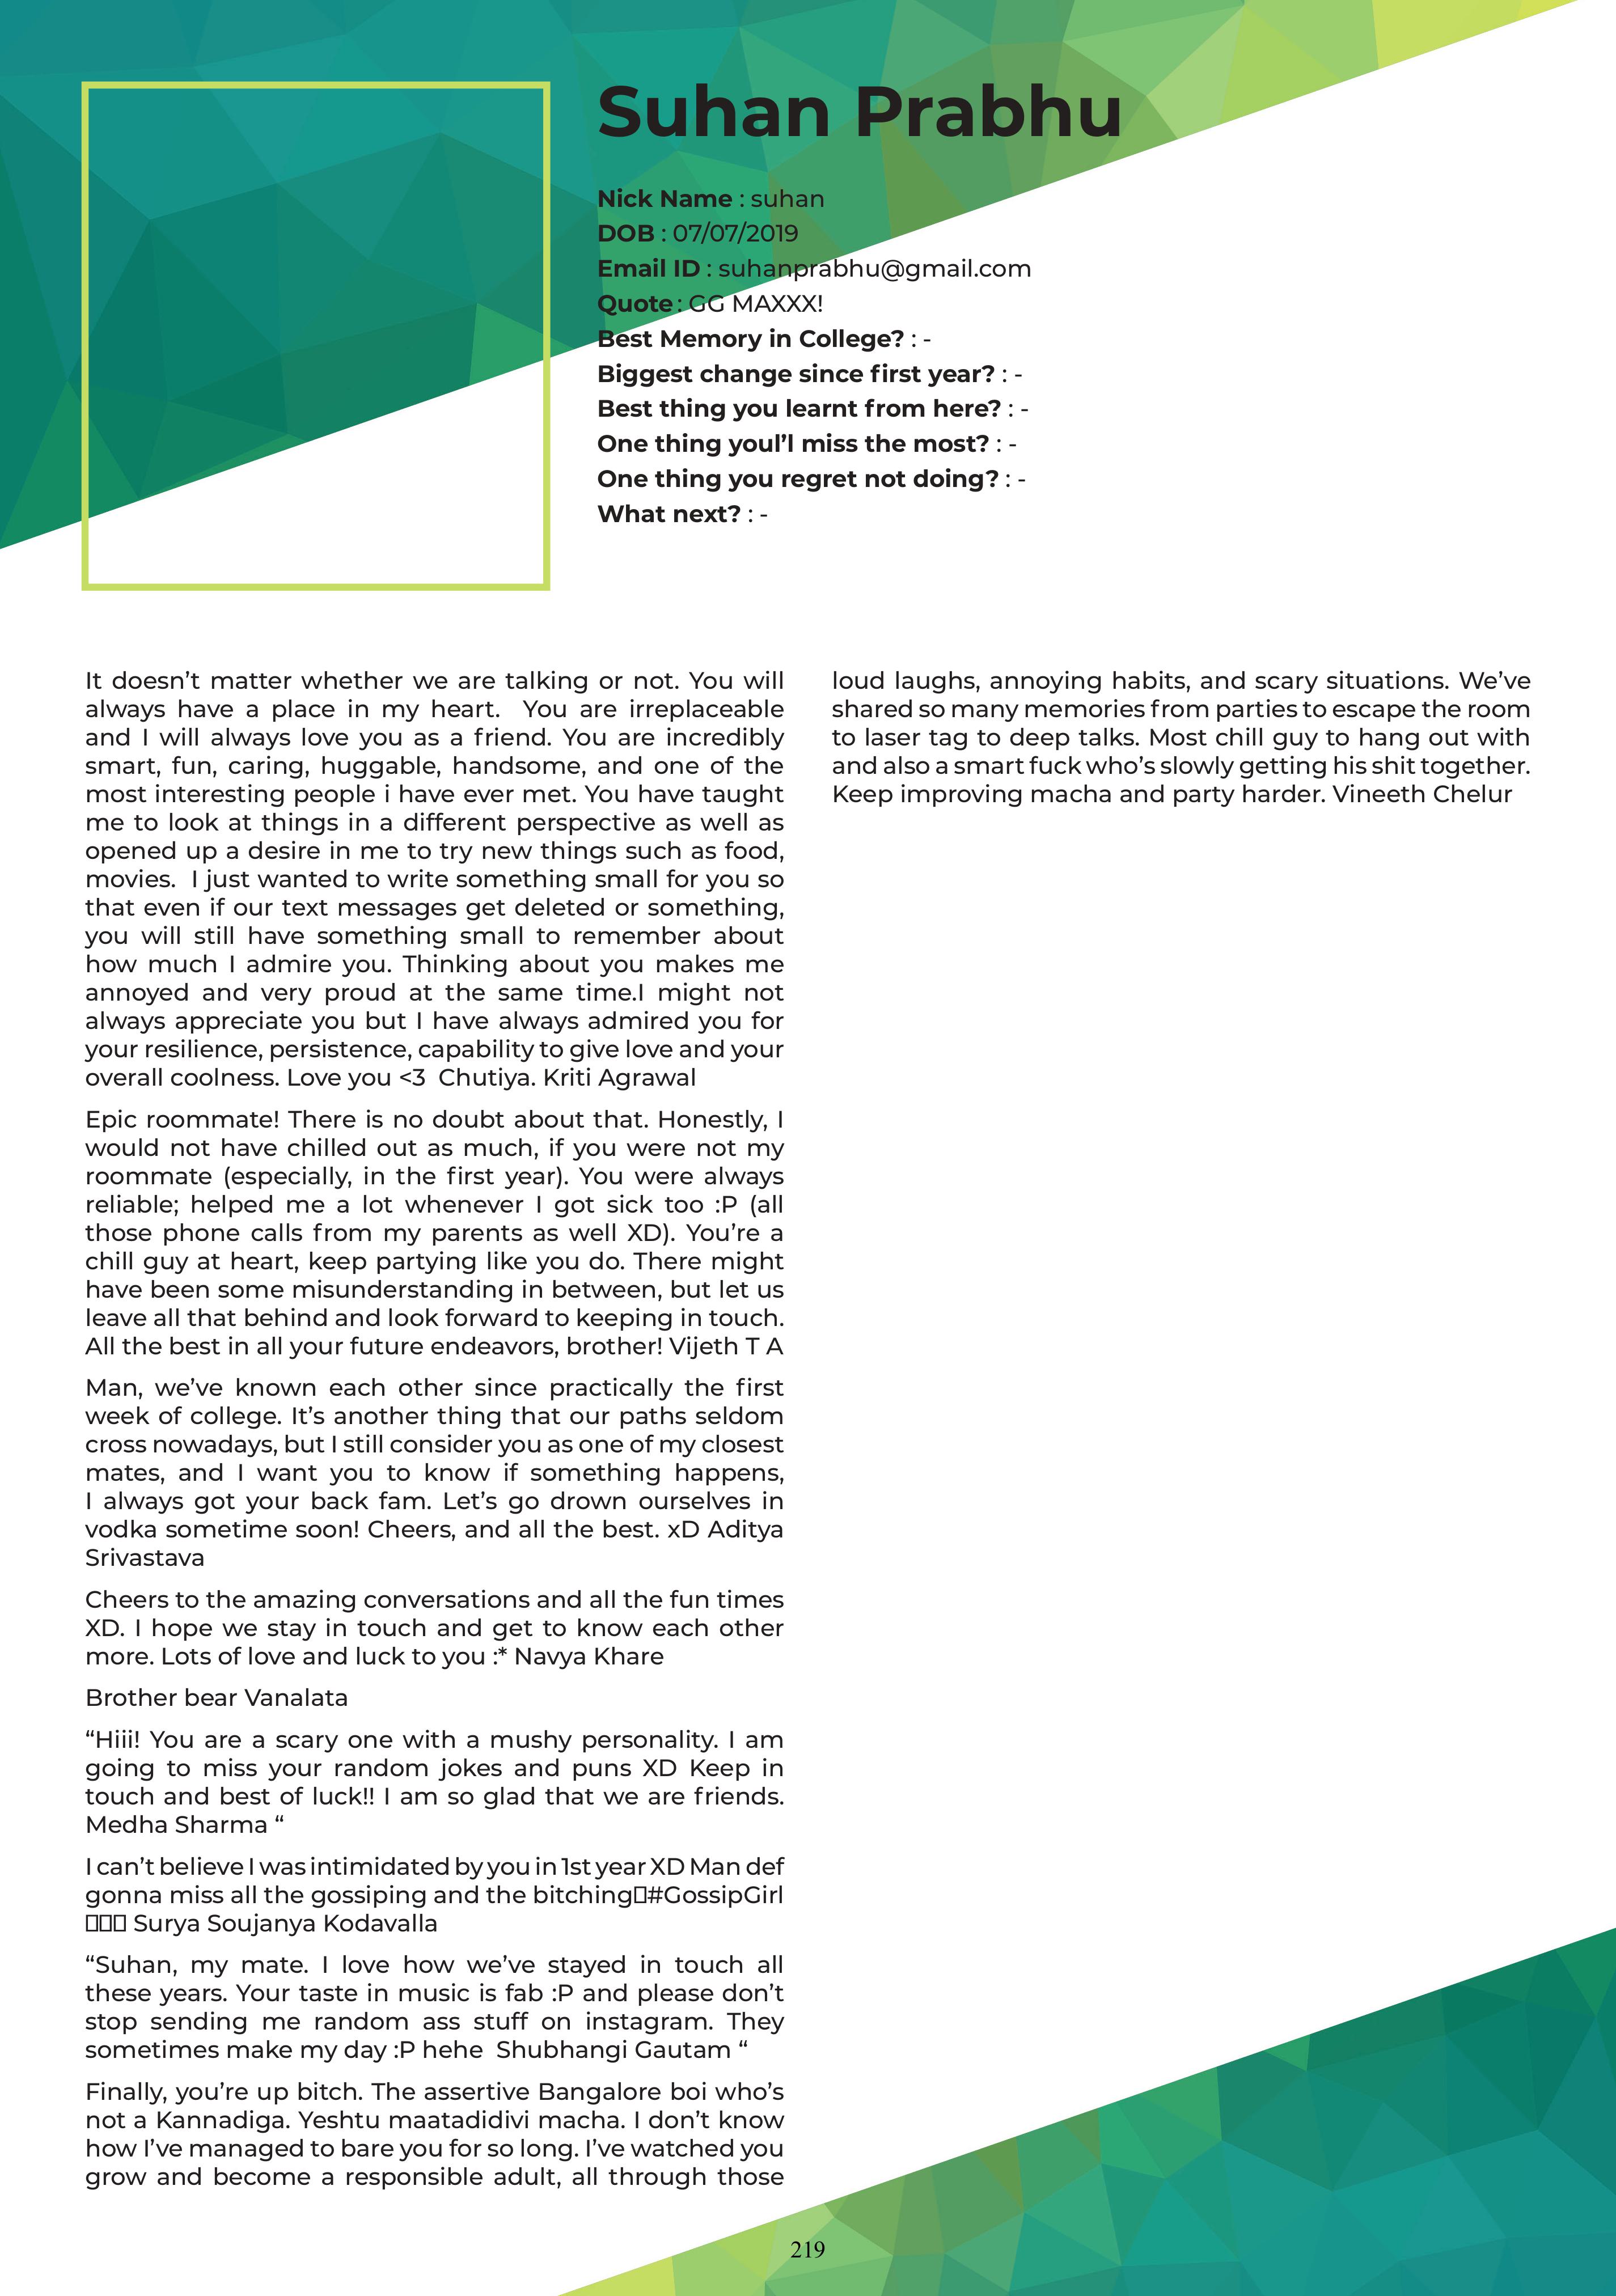 Suhan Prabhu
Nick Name : suhan
DOB : 07/07/2019
Email ID : suhanprabhu@gmail.com
Quote : GG MAXXX!
Best Memory in College? : -
Biggest change since first year? : -
Best thing you learnt from here? : -
One thing youl’l miss the most? : -
One thing you regret not doing? : -
What next? : -
It doesn’t matter whether we are talking or not. You will
always have a place in my heart.  You are irreplaceable
and I will always love you as a friend. You are incredibly
smart, fun, caring, huggable, handsome, and one of the
most interesting people i have ever met. You have taught
me to look at things in a different perspective as well as
opened up a desire in me to try new things such as food,
movies.  I just wanted to write something small for you so
that even if our text messages get deleted or something,
you will still have something small to remember about
how much I admire you. Thinking about you makes me
annoyed and very proud at the same time.I might not
always appreciate you but I have always admired you for
your resilience, persistence, capability to give love and your
overall coolness. Love you <3  Chutiya. Kriti Agrawal
Epic roommate! There is no doubt about that. Honestly, I
would not have chilled out as much, if you were not my
roommate (especially, in the first year). You were always
reliable; helped me a lot whenever I got sick too :P (all
those phone calls from my parents as well XD). You’re a
chill guy at heart, keep partying like you do. There might
have been some misunderstanding in between, but let us
leave all that behind and look forward to keeping in touch.
All the best in all your future endeavors, brother! Vijeth T A
Man, we’ve known each other since practically the first
week of college. It’s another thing that our paths seldom
cross nowadays, but I still consider you as one of my closest
mates, and I want you to know if something happens,
I always got your back fam. Let’s go drown ourselves in
vodka sometime soon! Cheers, and all the best. xD Aditya
Srivastava
Cheers to the amazing conversations and all the fun times
XD. I hope we stay in touch and get to know each other
more. Lots of love and luck to you :* Navya Khare
Brother bear Vanalata
“Hiii! You are a scary one with a mushy personality. I am
going to miss your random jokes and puns XD Keep in
touch and best of luck!! I am so glad that we are friends.
Medha Sharma “
I can’t believe I was intimidated by you in 1st year XD Man def
gonna miss all the gossiping and the bitching▯#GossipGirl
▯▯▯ Surya Soujanya Kodavalla
“Suhan, my mate. I love how we’ve stayed in touch all
these years. Your taste in music is fab :P and please don’t
stop sending me random ass stuff on instagram. They
sometimes make my day :P hehe  Shubhangi Gautam “
Finally, you’re up bitch. The assertive Bangalore boi who’s
not a Kannadiga. Yeshtu maatadidivi macha. I don’t know
how I’ve managed to bare you for so long. I’ve watched you
grow and become a responsible adult, all through those
loud laughs, annoying habits, and scary situations. We’ve
shared so many memories from parties to escape the room
to laser tag to deep talks. Most chill guy to hang out with
and also a smart fuck who’s slowly getting his shit together.
Keep improving macha and party harder. Vineeth Chelur
219